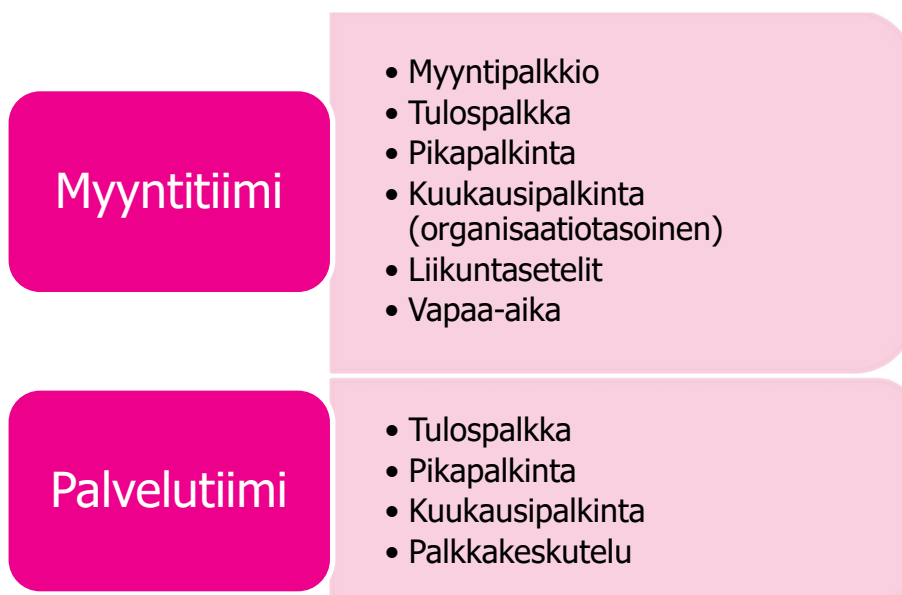 Myyntitiimi
• Myyntipalkkio
• Tulospalkka
• Pikapalkinta
• Kuukausipalkinta
(organisaatiotasoinen)
• Liikuntasetelit
• Vapaa-aika
Palvelutiimi
• Tulospalkka
• Pikapalkinta
• Kuukausipalkinta
• Palkkakeskutelu